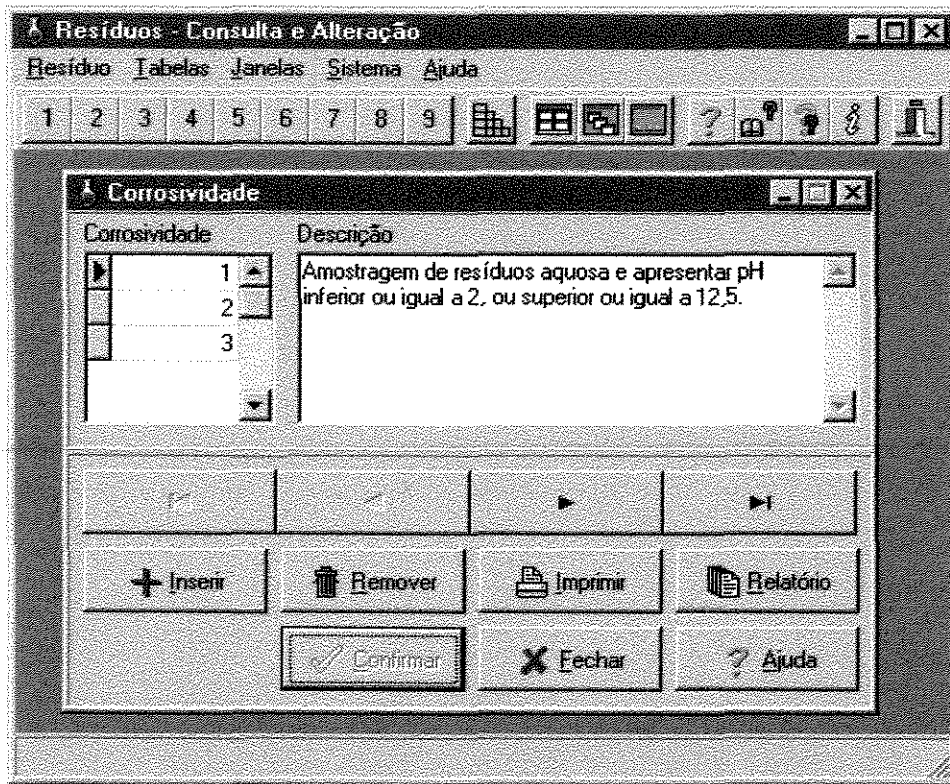 Resíduos - Consulta e Alteração
Resíduo Tabelas Janelas Sistema Ajuda
1 2 3 4 5 6 7 8 9 ? i
Corrosividade
Corrosividade Descrição
1
2
3
Amostragem de resíduos aquosa e apresentar pH
inferior ou igual a 2, ou superior ou igual a 12,5.
Inserir Remover Imprimir Relatório
Confirmar Fechar ? Ajuda